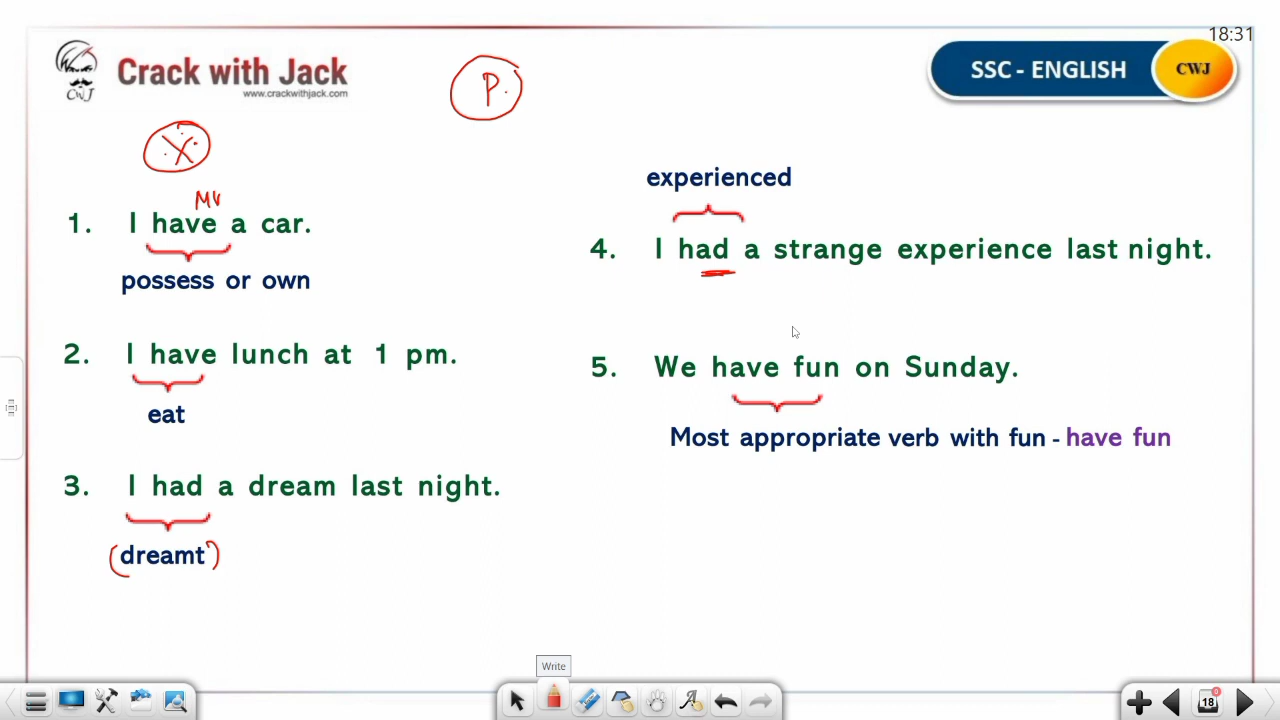 18:31
Crack with Jack
www.crackwithjack.com
CWJ
P.
SSC - ENGLISH
CWJ
X
MV
1. I have a car.
possess or own
2. I have lunch at 1 pm.
eat
3. I had a dream last night.
(dreamt)
experienced
4. I had a strange experience last night.
5. We have fun on Sunday.
Most appropriate verb with fun - have fun
Write
18